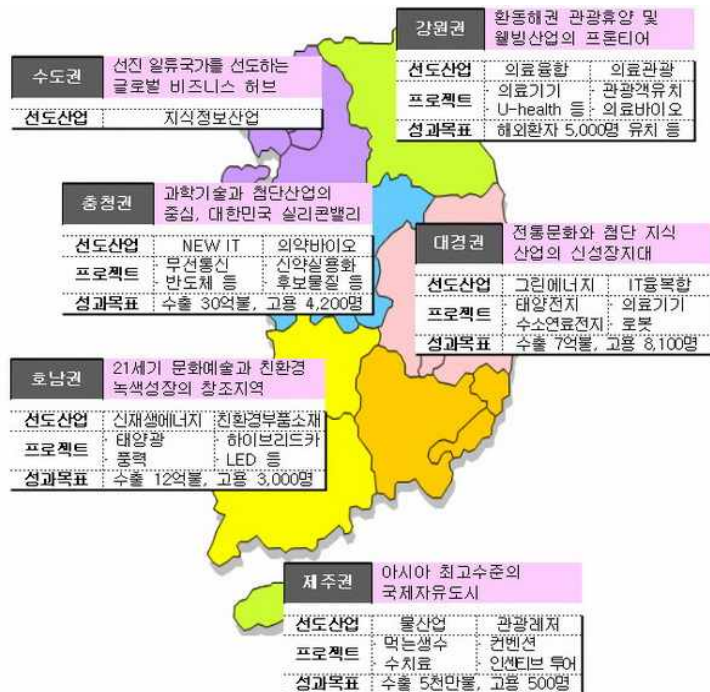 강원권
환동해권 관광휴양 및
웰빙산업의 프론티어
선도산업 의료융합 의료관광
프로젝트 · 의료기기 · 관광객유치
· U-health 등 · 의료바이오
성과목표 해외환자 5,000명 유치 등
수도권
선진 일류국가를 선도하는
글로벌 비즈니스 허브
선도산업 지식정보산업
충청권
과학기술과 첨단산업의
중심, 대한민국 실리콘밸리
선도산업 NEW IT 의약바이오
프로젝트 · 무선통신 · 신약실용화
· 반도체 등 · 후보물질 등
성과목표 수출 30억불, 고용 4,200명
대경권
전통문화와 첨단 지식
산업의 신성장지대
선도산업 그린에너지 IT융복합
프로젝트 · 태양전지 · 의료기기
· 수소연료전지 · 로봇
성과목표 수출 7억불, 고용 8,100명
호남권
21세기 문화예술과 친환경
녹색성장의 창조지역
선도산업 신재생에너지 친환경부품소재
프로젝트 · 태양광 · 하이브리드카
· 풍력 · LED 등
성과목표 수출 12억불, 고용 3,000명
제주권
아시아 최고수준의
국제자유도시
선도산업 물산업 관광레저
프로젝트 · 먹는생수 · 컨벤션
· 수치료 · 인센티브 투어
성과목표 수출 5천만불, 고용 500명